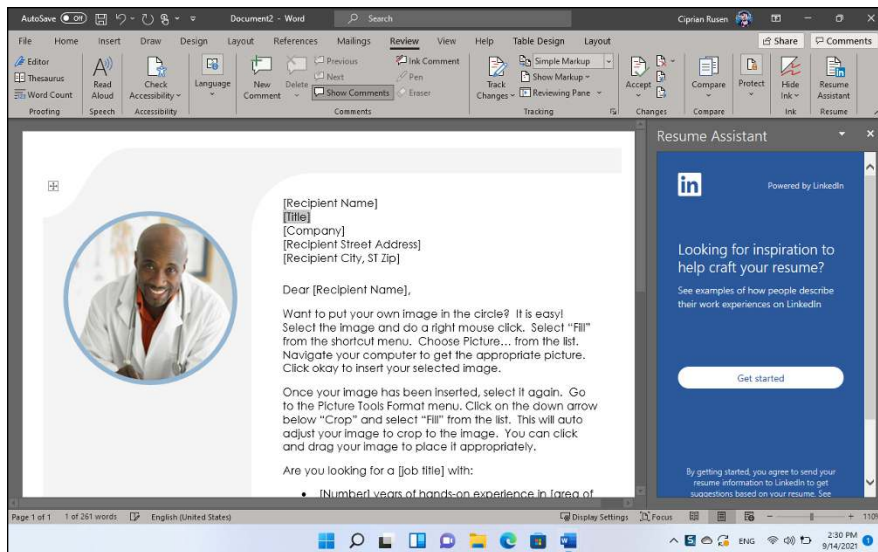 AutoSave Off Document2 - Word Search Ciprian Rusen
File Home Insert Draw Design Layout References Mailings Review View Help Table Design Layout Share Comments
Editor
Thesaurus
Word Count
Proofing
Read Aloud
Speech
Check Accessibility
Accessibility
Language
New Comment
Delete
Previous
Next
Show Comments
Ink Comment
Pen
Eraser
Comments
Track Changes
Simple Markup
Show Markup
Reviewing Pane
Tracking
Accept
Changes
Compare
Compare
Protect
Hide Ink
Ink
Resume Assistant
Resume
[Recipient Name]
[Title]
[Company]
[Recipient Street Address]
[Recipient City, ST Zip]
Dear [Recipient Name],
Want to put your own image in the circle? It is easy!
Select the image and do a right mouse click. Select “Fill”
from the shortcut menu. Choose Picture… from the list.
Navigate your computer to get the appropriate picture.
Click okay to insert your selected image.
Once your image has been inserted, select it again. Go
to the Picture Tools Format menu. Click on the down arrow
below “Crop” and select “Fill” from the list. This will auto
adjust your image to crop to the image. You can click
and drag your image to place it appropriately.
Are you looking for a [job title] with:
• [Number] years of hands-on experience in [area of
Resume Assistant
in
Powered by LinkedIn
Looking for inspiration to
help craft your resume?
See examples of how people describe
their work experiences on LinkedIn
Get started
By getting started, you agree to send your
resume information to LinkedIn to get
suggestions based on your resume. See
Page 1 of 1 1 of 261 words English (United States) Display Settings Focus 110%
S ENG 2:30 PM
9/14/2021 1